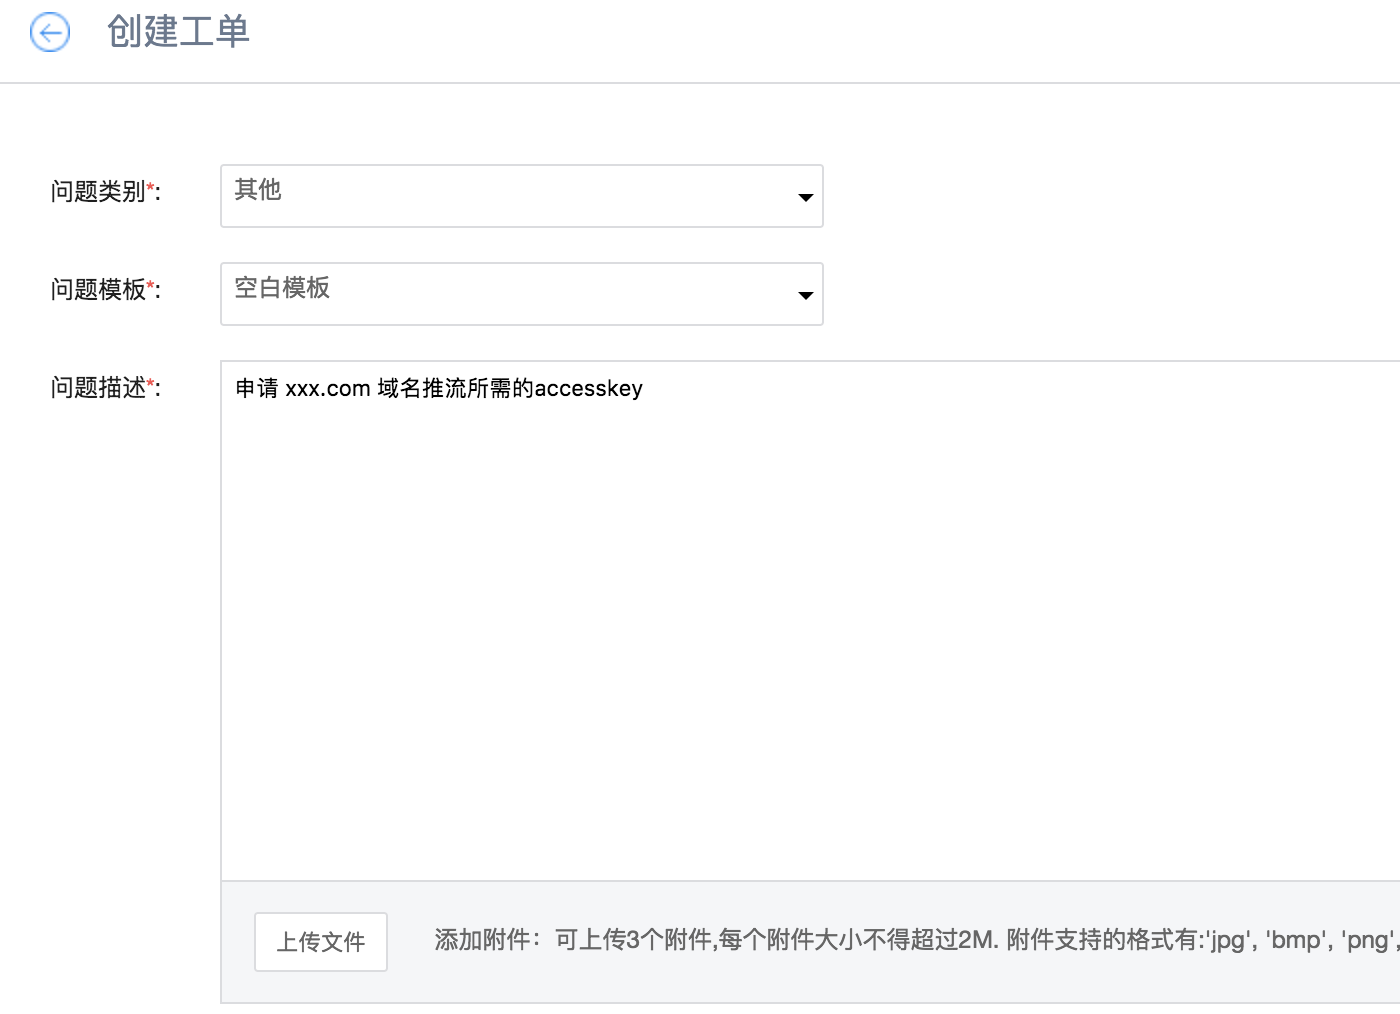 创建工单
问题类别*:
其他
问题模板*:
空白模板
问题描述*:
申请 xxx.com 域名推流所需的accesskey
上传文件
添加附件：可上传3个附件,每个附件大小不得超过2M. 附件支持的格式有:'jpg', 'bmp', 'png',